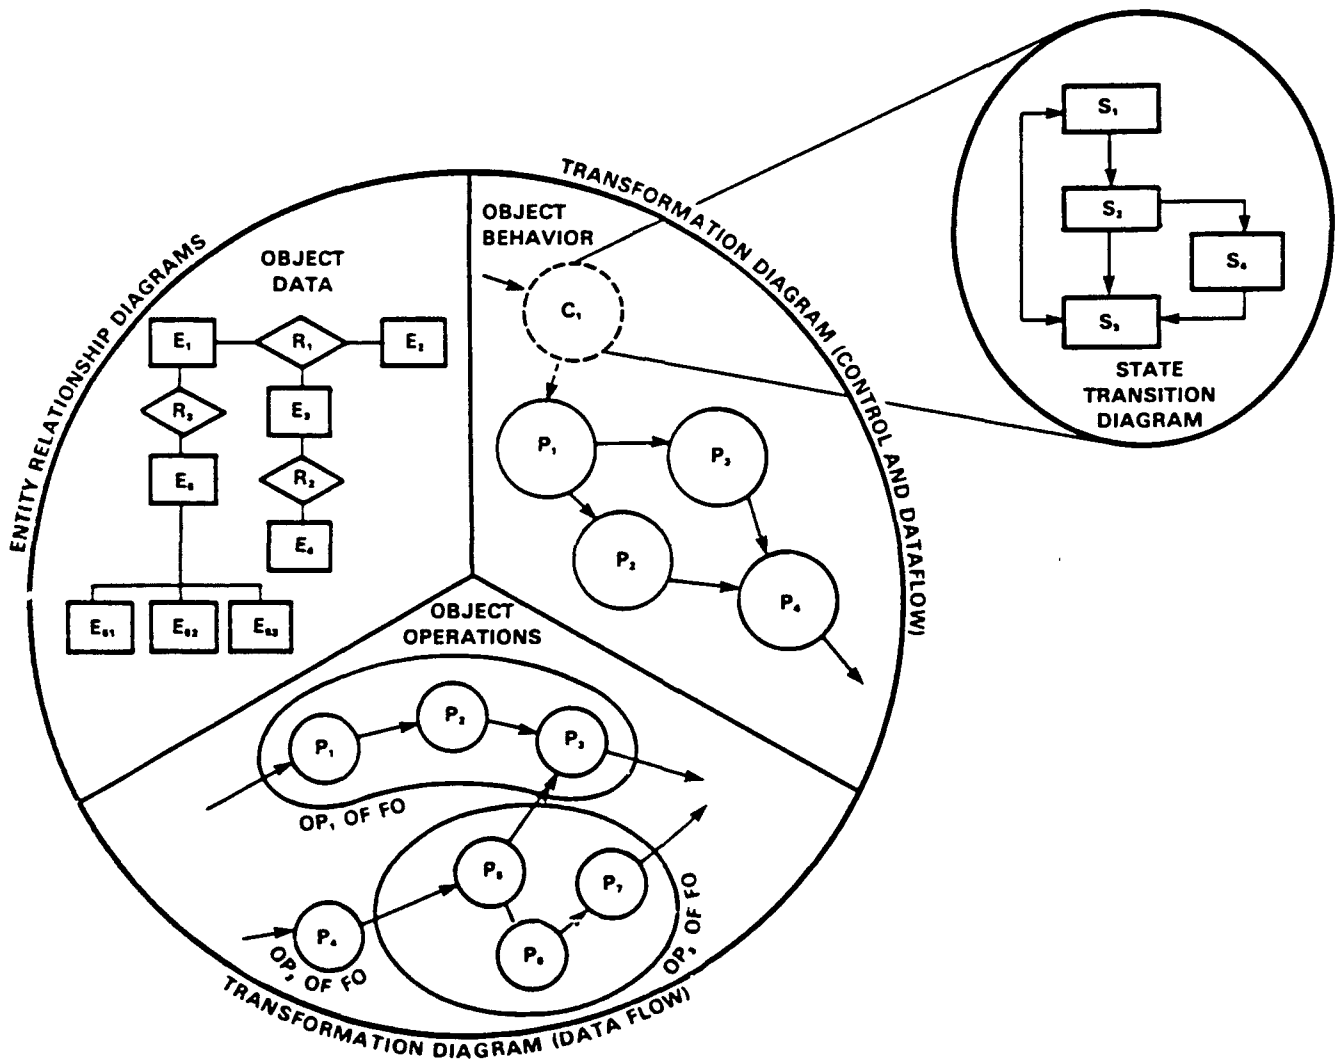 ENTITY RELATIONSHIP DIAGRAMS
OBJECT
DATA
E₁
R₁
E₂
R₃
E₃
E₅
R₂
E₄
E₅₁
E₅₂
E₅₃
TRANSFORMATION DIAGRAM (CONTROL AND DATAFLOW)
OBJECT
BEHAVIOR
C₁
P₁
P₃
P₂
P₄
S₁
S₂
S₄
S₃
STATE
TRANSITION
DIAGRAM
OBJECT
OPERATIONS
P₁
P₂
P₃
OP₁ OF FO
P₅
P₇
P₄
P₆
OP₂ OF FO
OP₃ OF FO
TRANSFORMATION DIAGRAM (DATA FLOW)